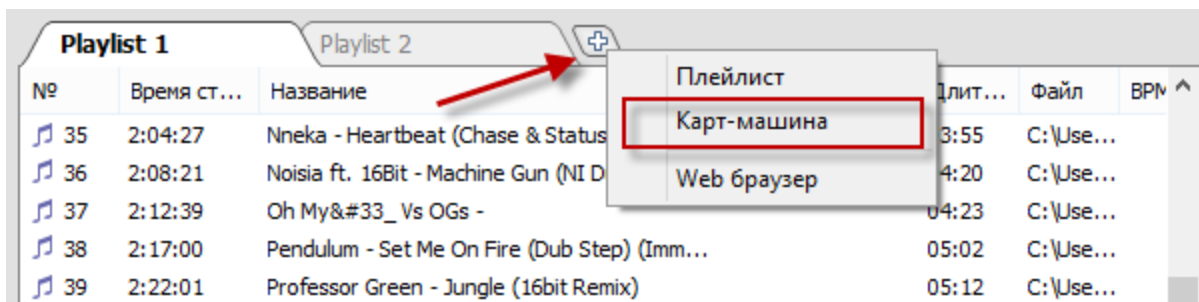 Playlist 1 Playlist 2
Плейлист
Карт-машина
Web браузер
№ Время ст... Название Длит... Файл BPM
35 2:04:27 Nneka - Heartbeat (Chase & Status 3:55 C:\Use...
36 2:08:21 Noisia ft. 16Bit - Machine Gun (NI D 4:20 C:\Use...
37 2:12:39 Oh My&#33_ Vs OGs - 04:23 C:\Use...
38 2:17:00 Pendulum - Set Me On Fire (Dub Step) (Imm... 05:02 C:\Use...
39 2:22:01 Professor Green - Jungle (16bit Remix) 05:12 C:\Use...